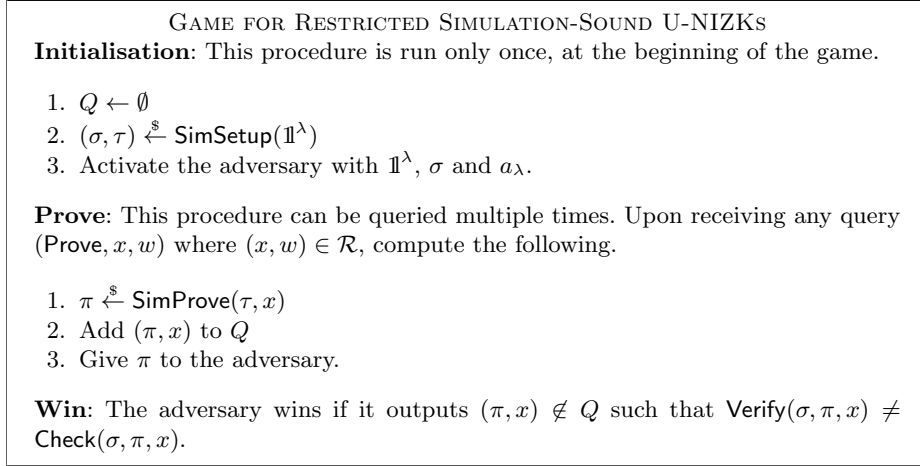 GAME FOR RESTRICTED SIMULATION-SOUND U-NIZKS
Initialisation: This procedure is run only once, at the beginning of the game.
1. Q ← ∅
2. (σ, τ) ←$ SimSetup(𝟙^λ)
3. Activate the adversary with 𝟙^λ, σ and a_λ.
Prove: This procedure can be queried multiple times. Upon receiving any query
(Prove, x, w) where (x, w) ∈ ℛ, compute the following.
1. π ←$ SimProve(τ, x)
2. Add (π, x) to Q
3. Give π to the adversary.
Win: The adversary wins if it outputs (π, x) ∉ Q such that Verify(σ, π, x) ≠
Check(σ, π, x).